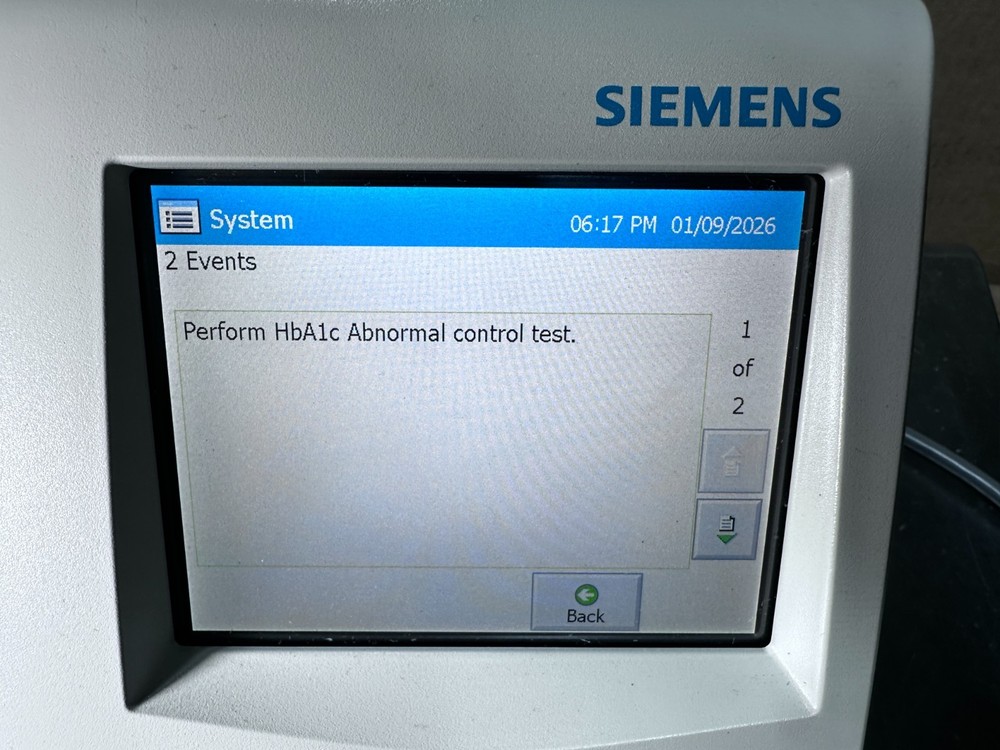 SIEMENS
System
06:17 PM 01/09/2026
2 Events
Perform HbA1c Abnormal control test.
1
of
2
Back